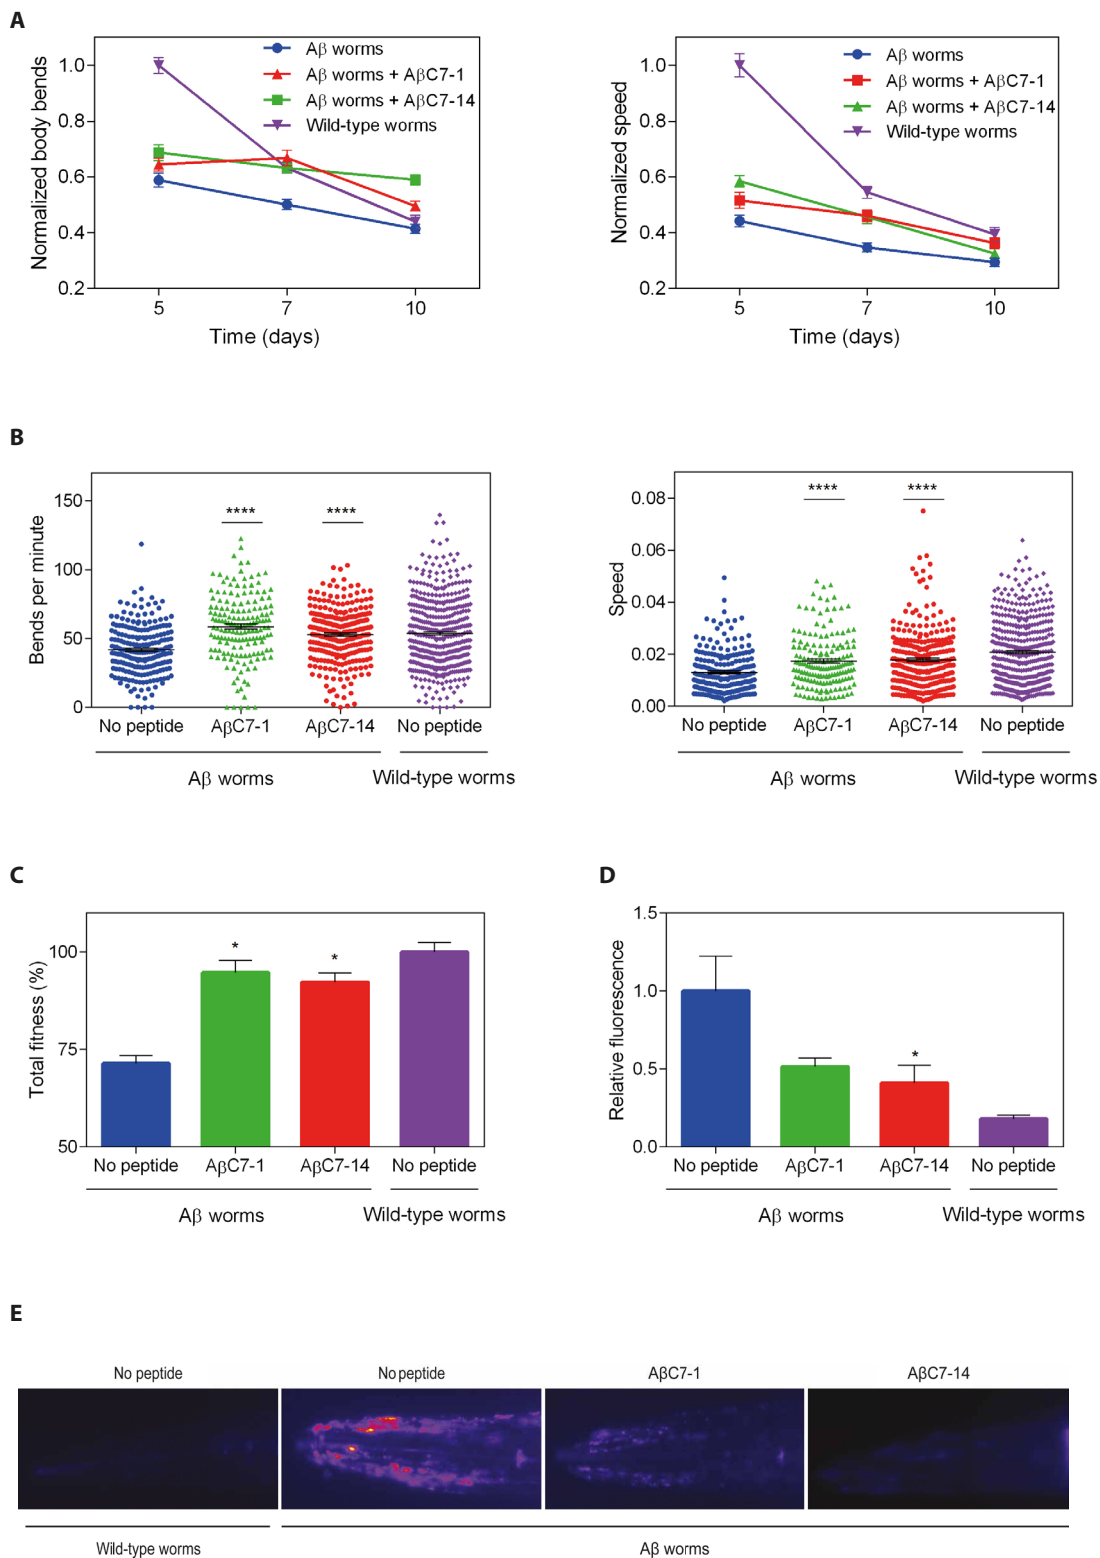 A
Normalized body bends
1.0
0.8
0.6
0.4
0.2
5
7
10
Time (days)
Aβ worms
Aβ worms + AβC7-1
Aβ worms + AβC7-14
Wild-type worms
Normalized speed
1.0
0.8
0.6
0.4
0.2
5
7
10
Time (days)
Aβ worms
Aβ worms + AβC7-1
Aβ worms + AβC7-14
Wild-type worms
B
Bends per minute
150
100
50
0
****
****
No peptide
AβC7-1
AβC7-14
No peptide
Aβ worms
Wild-type worms
Speed
0.08
0.06
0.04
0.02
0.00
****
****
No peptide
AβC7-1
AβC7-14
No peptide
Aβ worms
Wild-type worms
C
Total fitness (%)
100
75
50
*
*
No peptide
AβC7-1
AβC7-14
No peptide
Aβ worms
Wild-type worms
D
Relative fluorescence
1.5
1.0
0.5
0.0
*
No peptide
AβC7-1
AβC7-14
No peptide
Aβ worms
Wild-type worms
E
No peptide
No peptide
AβC7-1
AβC7-14
Wild-type worms
Aβ worms